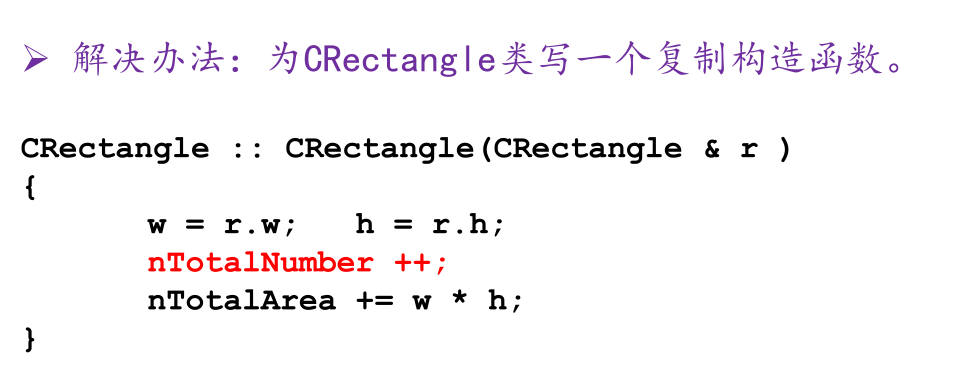 ➢ 解决办法：为CRectangle类写一个复制构造函数。
CRectangle :: CRectangle(CRectangle & r )
{
w = r.w; h = r.h;
nTotalNumber ++;
nTotalArea += w * h;
}